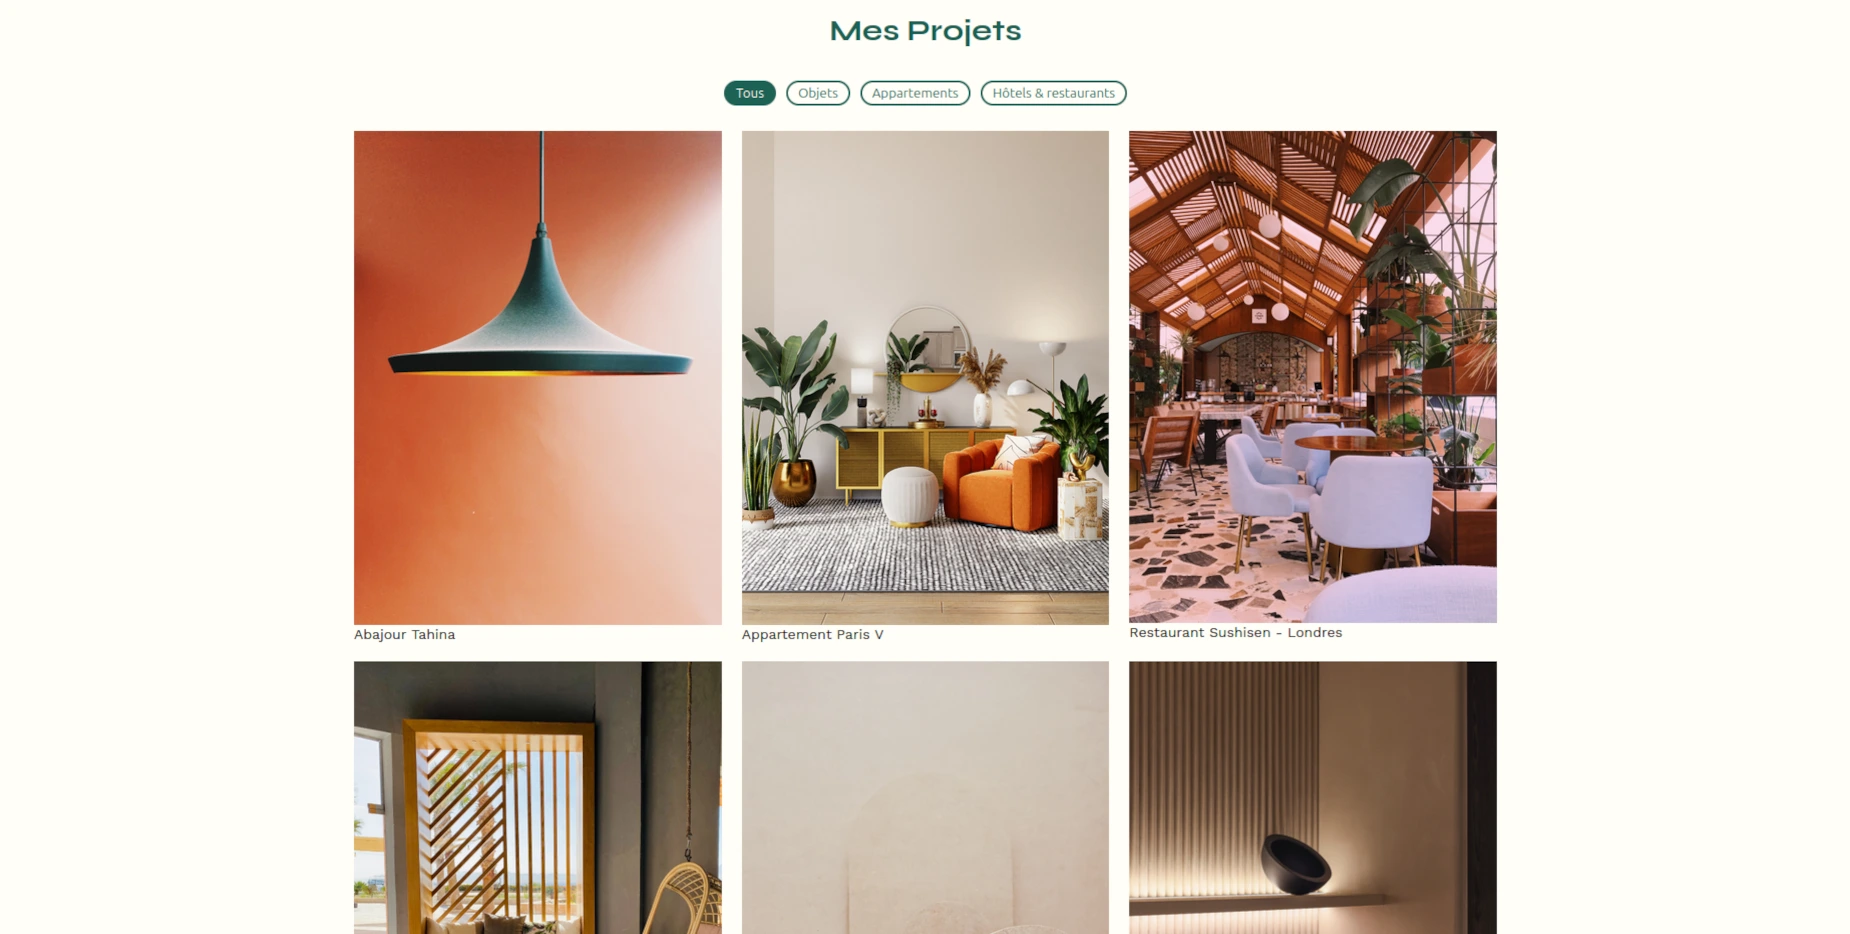 Mes Projets
Tous
Objets
Appartements
Hôtels & restaurants
Abajour Tahina
Appartement Paris V
Restaurant Sushisen - Londres